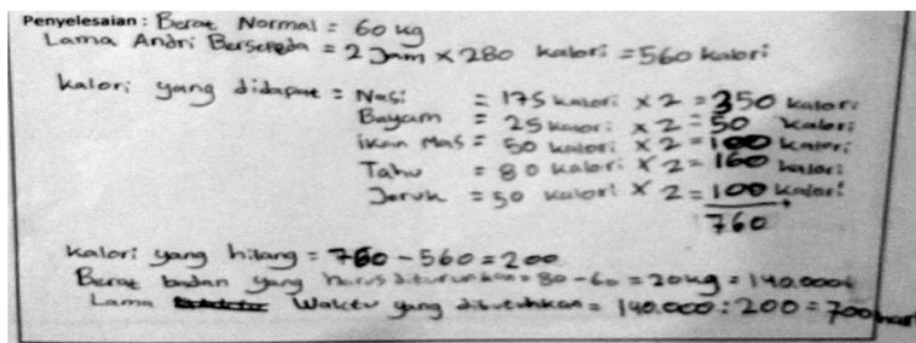 Penyelesaian : Berat Normal = 60 kg
Lama Andri Bersepeda = 2 Jam × 280 kalori = 560 kalori
kalori yang didapat = Nasi = 175 kalori × 2 = 350 kalori
Bayam = 25 kalori × 2 = 50 kalori
ikan Mas = 50 kalori × 2 = 100 kalori
Tahu = 80 kalori × 2 = 160 kalori
Jeruk = 50 kalori × 2 = 100 kalori
+
760
kalori yang hilang = 760 - 560 = 200
Berat badan yang harus diturunkan = 80 - 60 = 20 kg = 140.000
Lama Waktu yang dibutuhkan = 140.000 : 200 = 700 hari